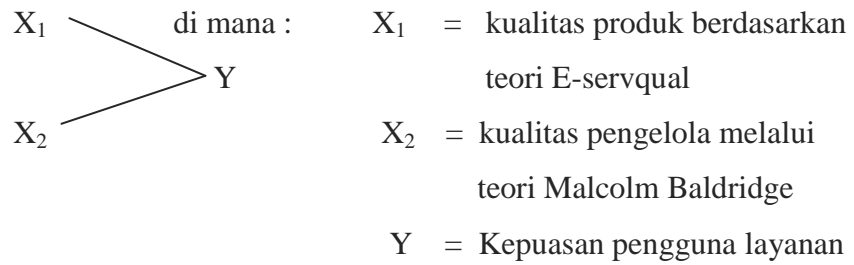 X₁ di mana : X₁ = kualitas produk berdasarkan
Y teori E-servqual
X₂ X₂ = kualitas pengelola melalui
teori Malcolm Baldridge
Y = Kepuasan pengguna layanan